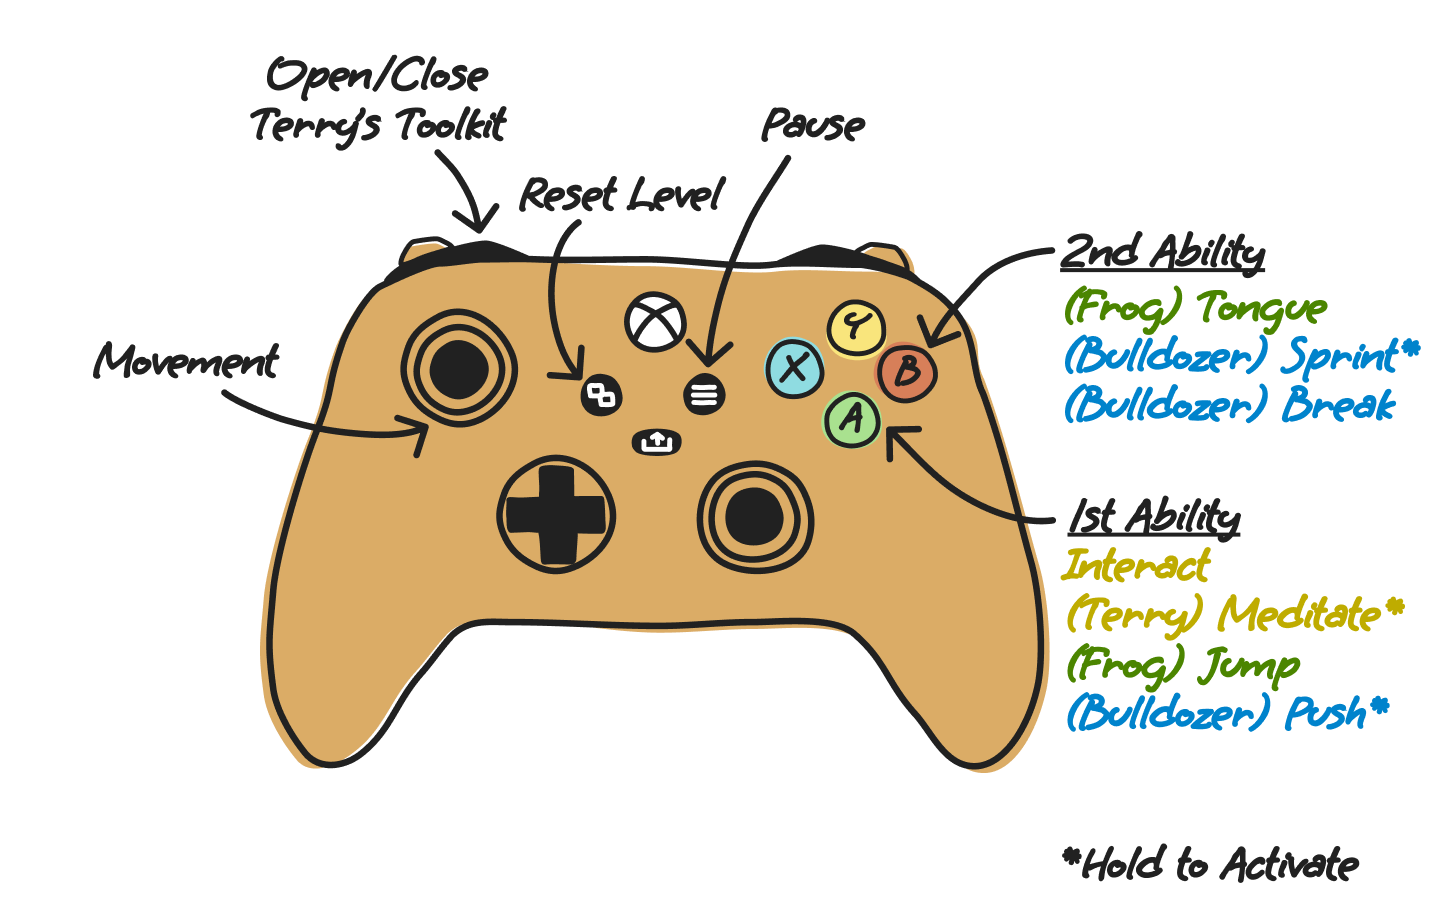 Open/Close
Terry's Toolkit
Pause
Reset Level
Movement
2nd Ability
(Frog) Tongue
(Bulldozer) Sprint*
(Bulldozer) Break
Y
X
B
A
1st Ability
Interact
(Terry) Meditate*
(Frog) Jump
(Bulldozer) Push*
*Hold to Activate